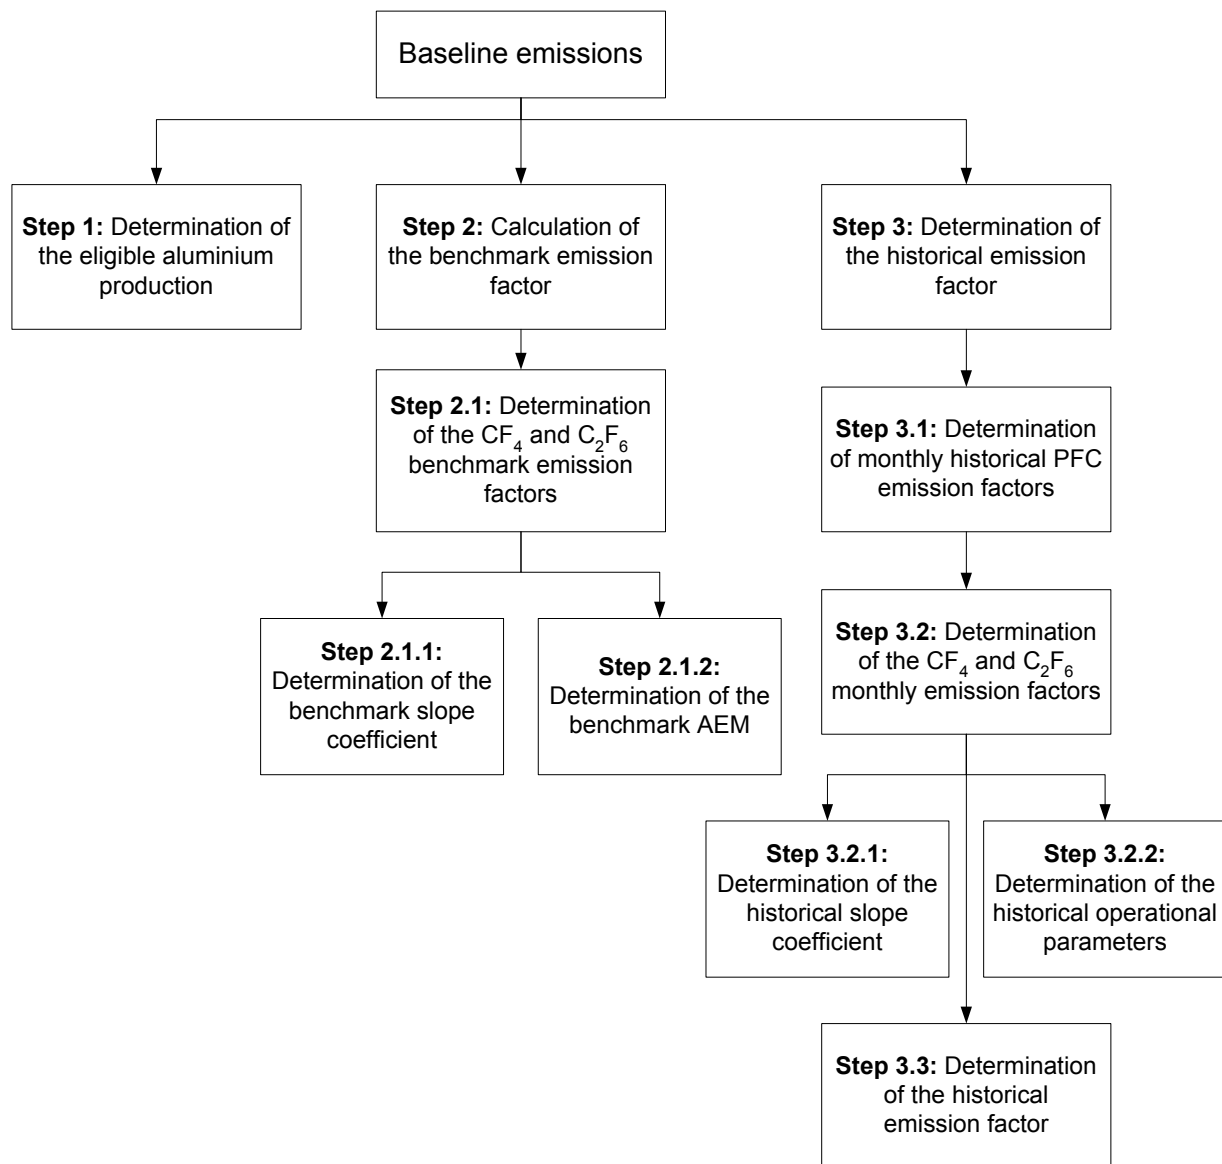 Baseline emissions
Step 1: Determination of
the eligible aluminium
production
Step 2: Calculation of
the benchmark emission
factor
Step 3: Determination of
the historical emission
factor
Step 2.1: Determination
of the CF₄ and C₂F₆
benchmark emission
factors
Step 3.1: Determination
of monthly historical PFC
emission factors
Step 2.1.1:
Determination of the
benchmark slope
coefficient
Step 2.1.2:
Determination of the
benchmark AEM
Step 3.2: Determination
of the CF₄ and C₂F₆
monthly emission factors
Step 3.2.1:
Determination of the
historical slope
coefficient
Step 3.2.2:
Determination of the
historical operational
parameters
Step 3.3: Determination
of the historical
emission factor